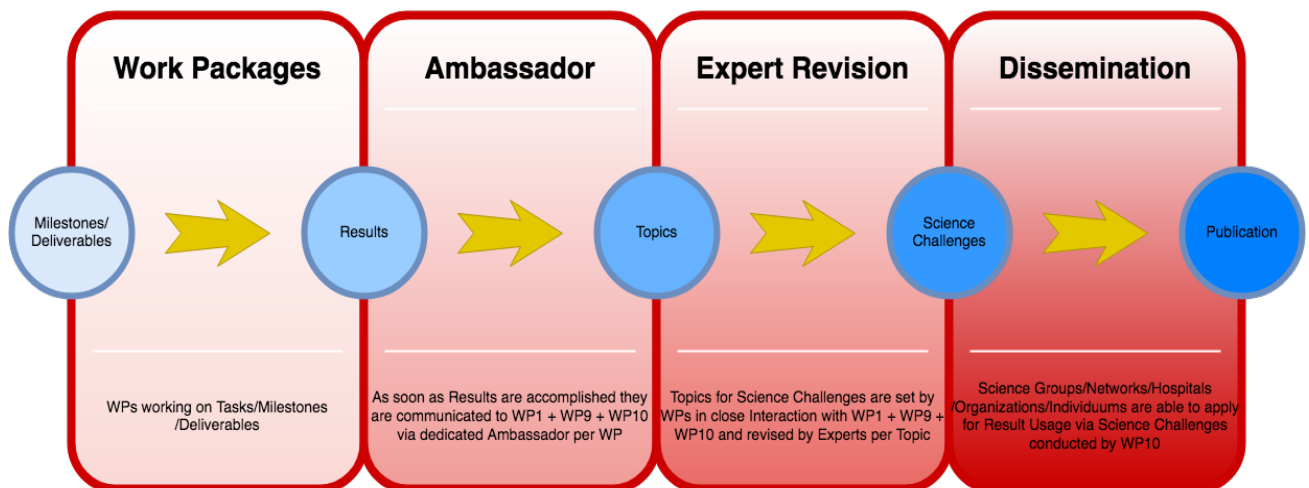 Work Packages
Ambassador
Expert Revision
Dissemination
Milestones/
Deliverables
Results
Topics
Science
Challenges
Publication
WPs working on Tasks/Milestones
/Deliverables
As soon as Results are accomplished they
are communicated to WP1 + WP9 + WP10
via dedicated Ambassador per WP
Topics for Science Challenges are set by
WPs in close Interaction with WP1 + WP9 +
WP10 and revised by Experts per Topic
Science Groups/Networks/Hospitals
/Organizations/Individuums are able to apply
for Result Usage via Science Challenges
conducted by WP10